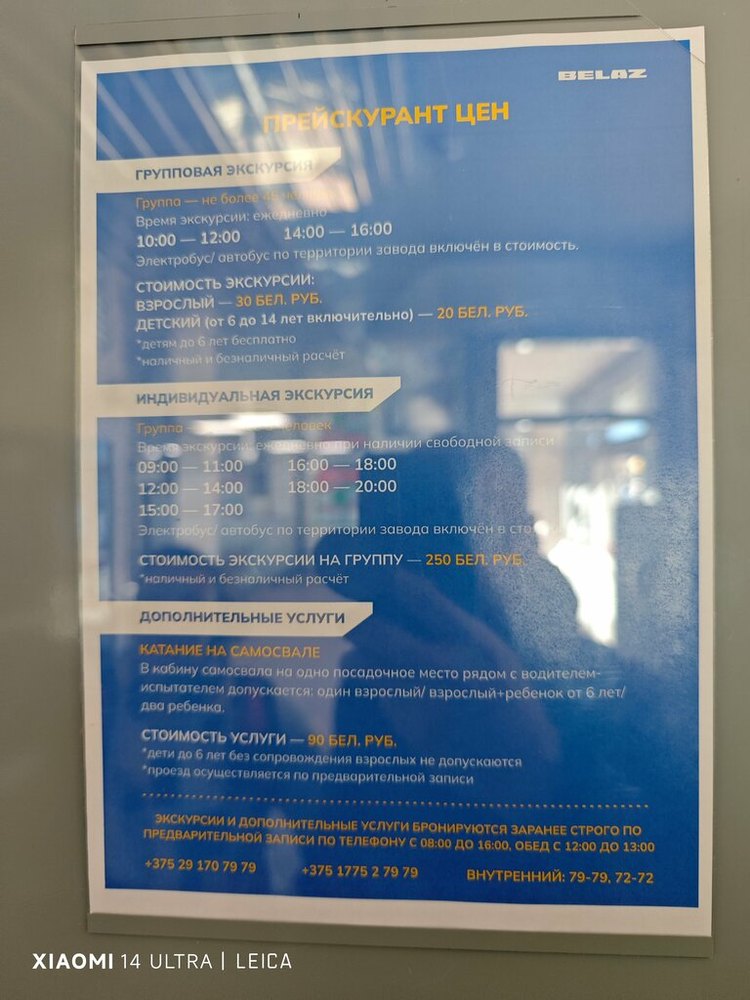 BELAZ
ПРЕЙСКУРАНТ ЦЕН
ГРУППОВАЯ ЭКСКУРСИЯ
Группа — не более 45
Время экскурсии: ежедневно
10:00 — 12:00 14:00 — 16:00
Электробус/ автобус по территории завода включён в стоимость.
СТОИМОСТЬ ЭКСКУРСИИ:
ВЗРОСЛЫЙ — 30 БЕЛ. РУБ.
ДЕТСКИЙ (от 6 до 14 лет включительно) — 20 БЕЛ. РУБ.
*детям до 6 лет бесплатно
*наличный и безналичный расчёт
ИНДИВИДУАЛЬНАЯ ЭКСКУРСИЯ
Группа — человек
Время экскурсии: ежедневно при наличии свободной записи
09:00 — 11:00 16:00 — 18:00
12:00 — 14:00 18:00 — 20:00
15:00 — 17:00
Электробус/ автобус по территории завода включён в
СТОИМОСТЬ ЭКСКУРСИИ НА ГРУППУ — 250 БЕЛ. РУБ.
*наличный и безналичный расчёт
ДОПОЛНИТЕЛЬНЫЕ УСЛУГИ
КАТАНИЕ НА САМОСВАЛЕ
В кабину самосвала на одно посадочное место рядом с водителем-
испытателем допускается: один взрослый/ взрослый+ребенок от 6 лет/
два ребенка.
СТОИМОСТЬ УСЛУГИ — 90 БЕЛ. РУБ.
*дети до 6 лет без сопровождения взрослых не допускаются
*проезд осуществляется по предварительной записи
ЭКСКУРСИИ И ДОПОЛНИТЕЛЬНЫЕ УСЛУГИ БРОНИРУЮТСЯ ЗАРАНЕЕ СТРОГО ПО
ПРЕДВАРИТЕЛЬНОЙ ЗАПИСИ ПО ТЕЛЕФОНУ С 08:00 ДО 16:00, ОБЕД С 12:00 ДО 13:00
+375 29 170 79 79 +375 1775 2 79 79 ВНУТРЕННИЙ: 79-79, 72-72
XIAOMI 14 ULTRA | LEICA